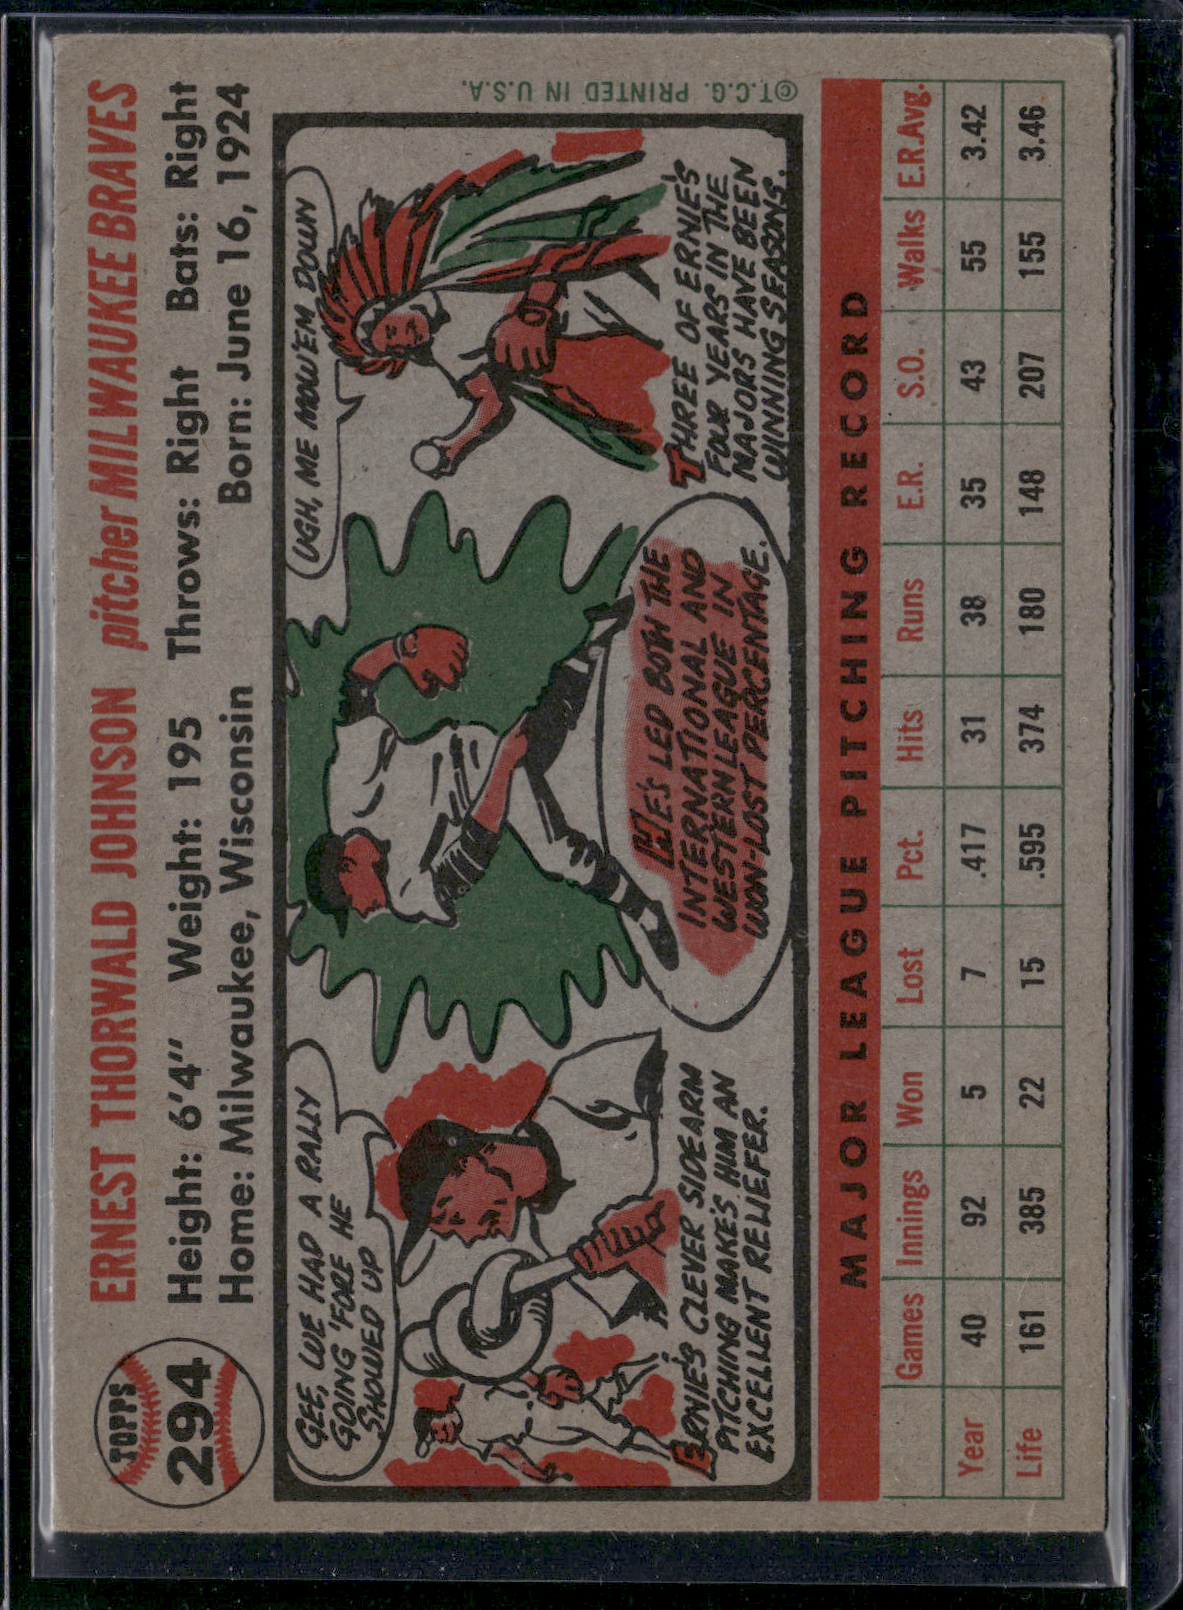 TOPPS
294
ERNEST THORWALD JOHNSON pitcher MILWAUKEE BRAVES
Height: 6'4" Weight: 195 Throws: Right Bats: Right
Home: Milwaukee, Wisconsin Born: June 16, 1924
GEE, WE HAD A RALLY
GOING 'FORE HE
SHOWED UP
ERNIE'S CLEVER SIDEARM
PITCHING MAKES HIM AN
EXCELLENT RELIEFER.
HE'S LED BOTH THE
INTERNATIONAL AND
WESTERN LEAGUE IN
WON-LOST PERCENTAGE.
UGH, ME MOW 'EM DOWN
THREE OF ERNIE'S
FOUR YEARS IN THE
MAJORS HAVE BEEN
WINNING SEASONS.
©T.C.G. PRINTED IN U.S.A.
MAJOR LEAGUE PITCHING RECORD
Games Innings Won Lost Pct. Hits Runs E.R. S.O. Walks E.R.Avg.
Year 40 92 5 7 .417 31 38 35 43 55 3.42
Life 161 385 22 15 .595 374 180 148 207 155 3.46